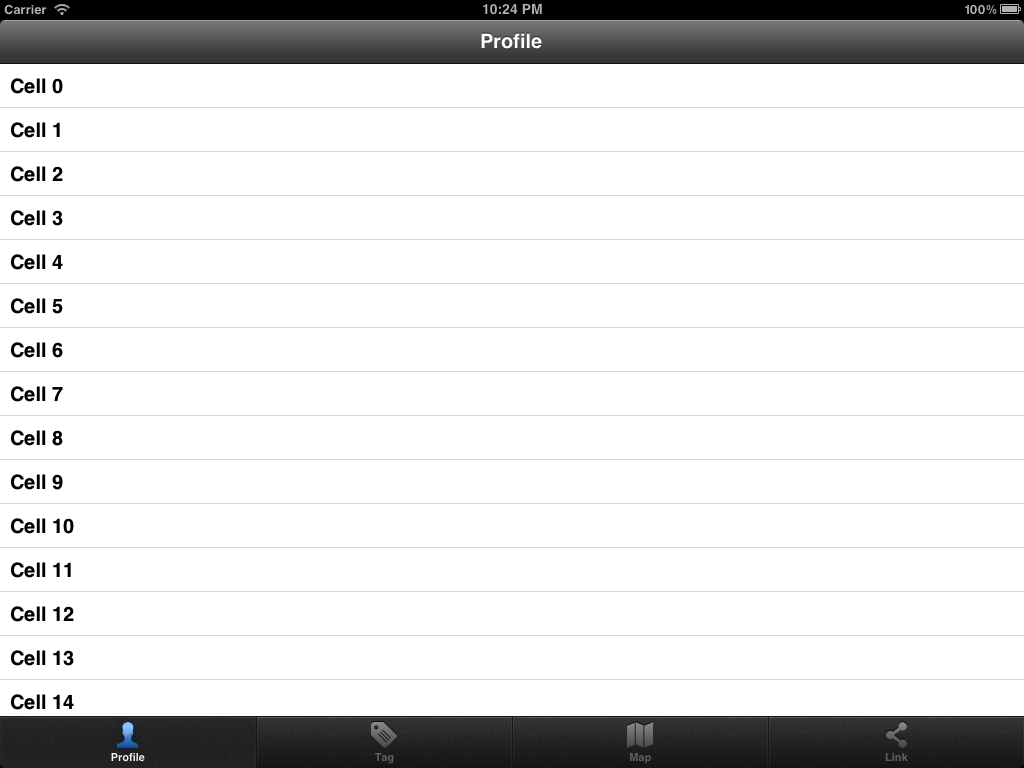 Carrier 10:24 PM 100%
Profile
Cell 0
Cell 1
Cell 2
Cell 3
Cell 4
Cell 5
Cell 6
Cell 7
Cell 8
Cell 9
Cell 10
Cell 11
Cell 12
Cell 13
Cell 14
Profile Tag Map Link